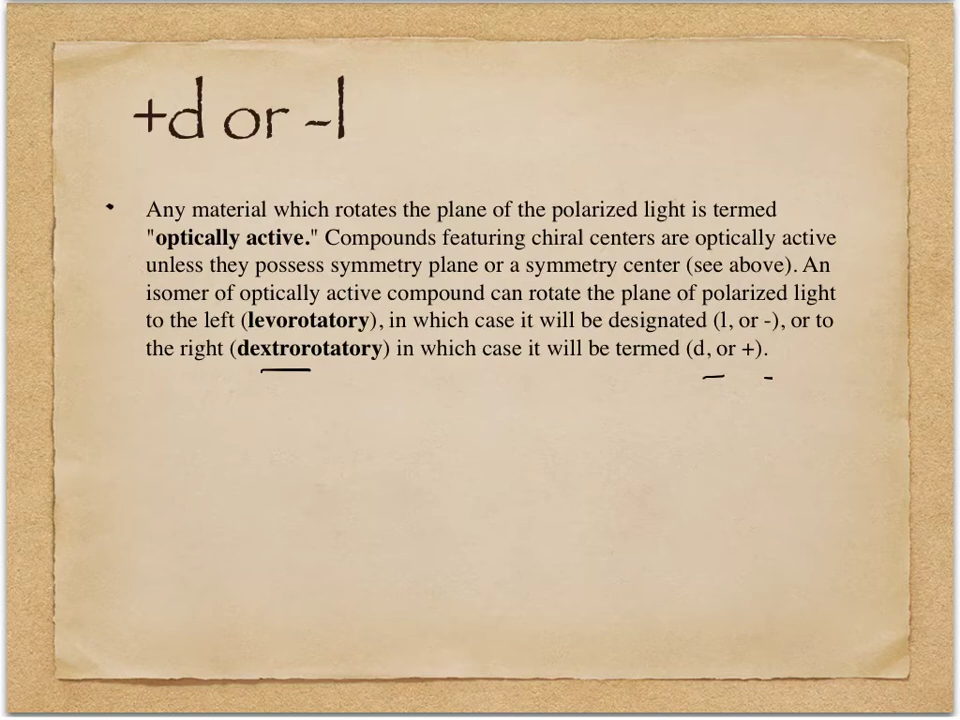 +d or -l
• Any material which rotates the plane of the polarized light is termed
"optically active." Compounds featuring chiral centers are optically active
unless they possess symmetry plane or a symmetry center (see above). An
isomer of optically active compound can rotate the plane of polarized light
to the left (levorotatory), in which case it will be designated (l, or -), or to
the right (dextrorotatory) in which case it will be termed (d, or +).